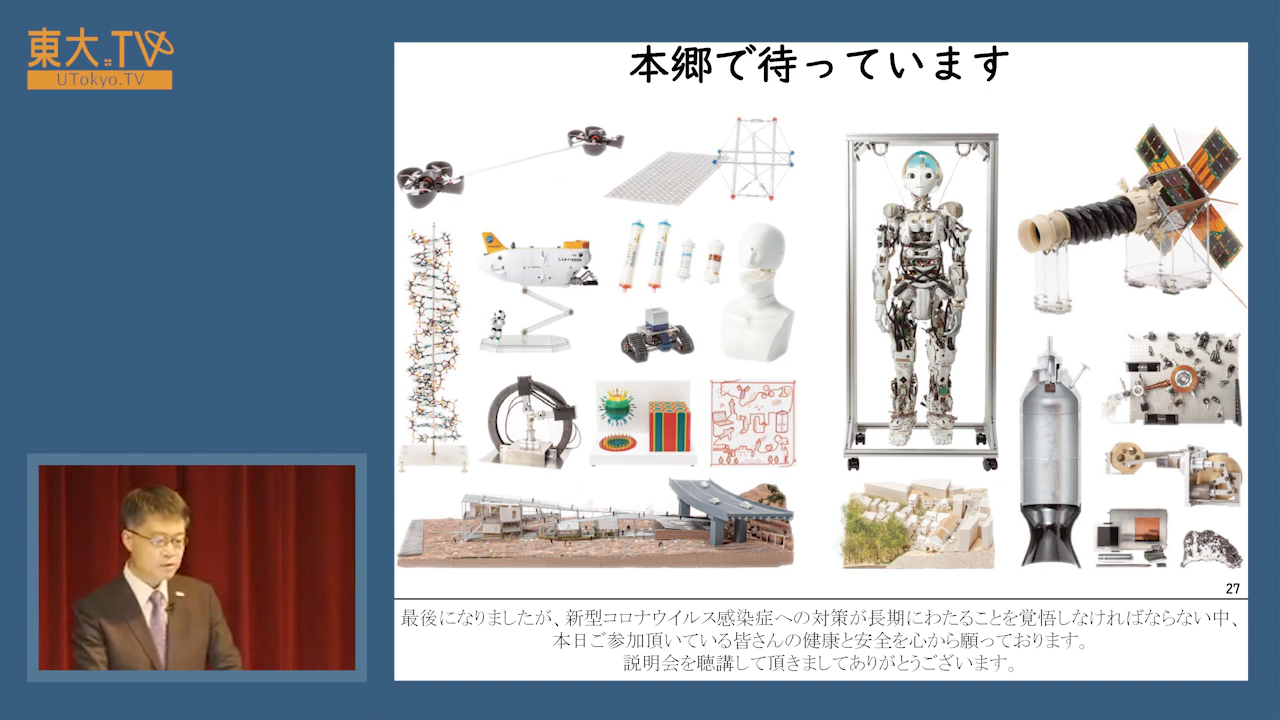 東大.TV
UTokyo.TV
本郷で待っています
27
最後になりましたが、新型コロナウイルス感染症への対策が長期にわたることを覚悟しなければならない中、
本日ご参加頂いている皆さんの健康と安全を心から願っております。
説明会を聴講して頂きましてありがとうございます。